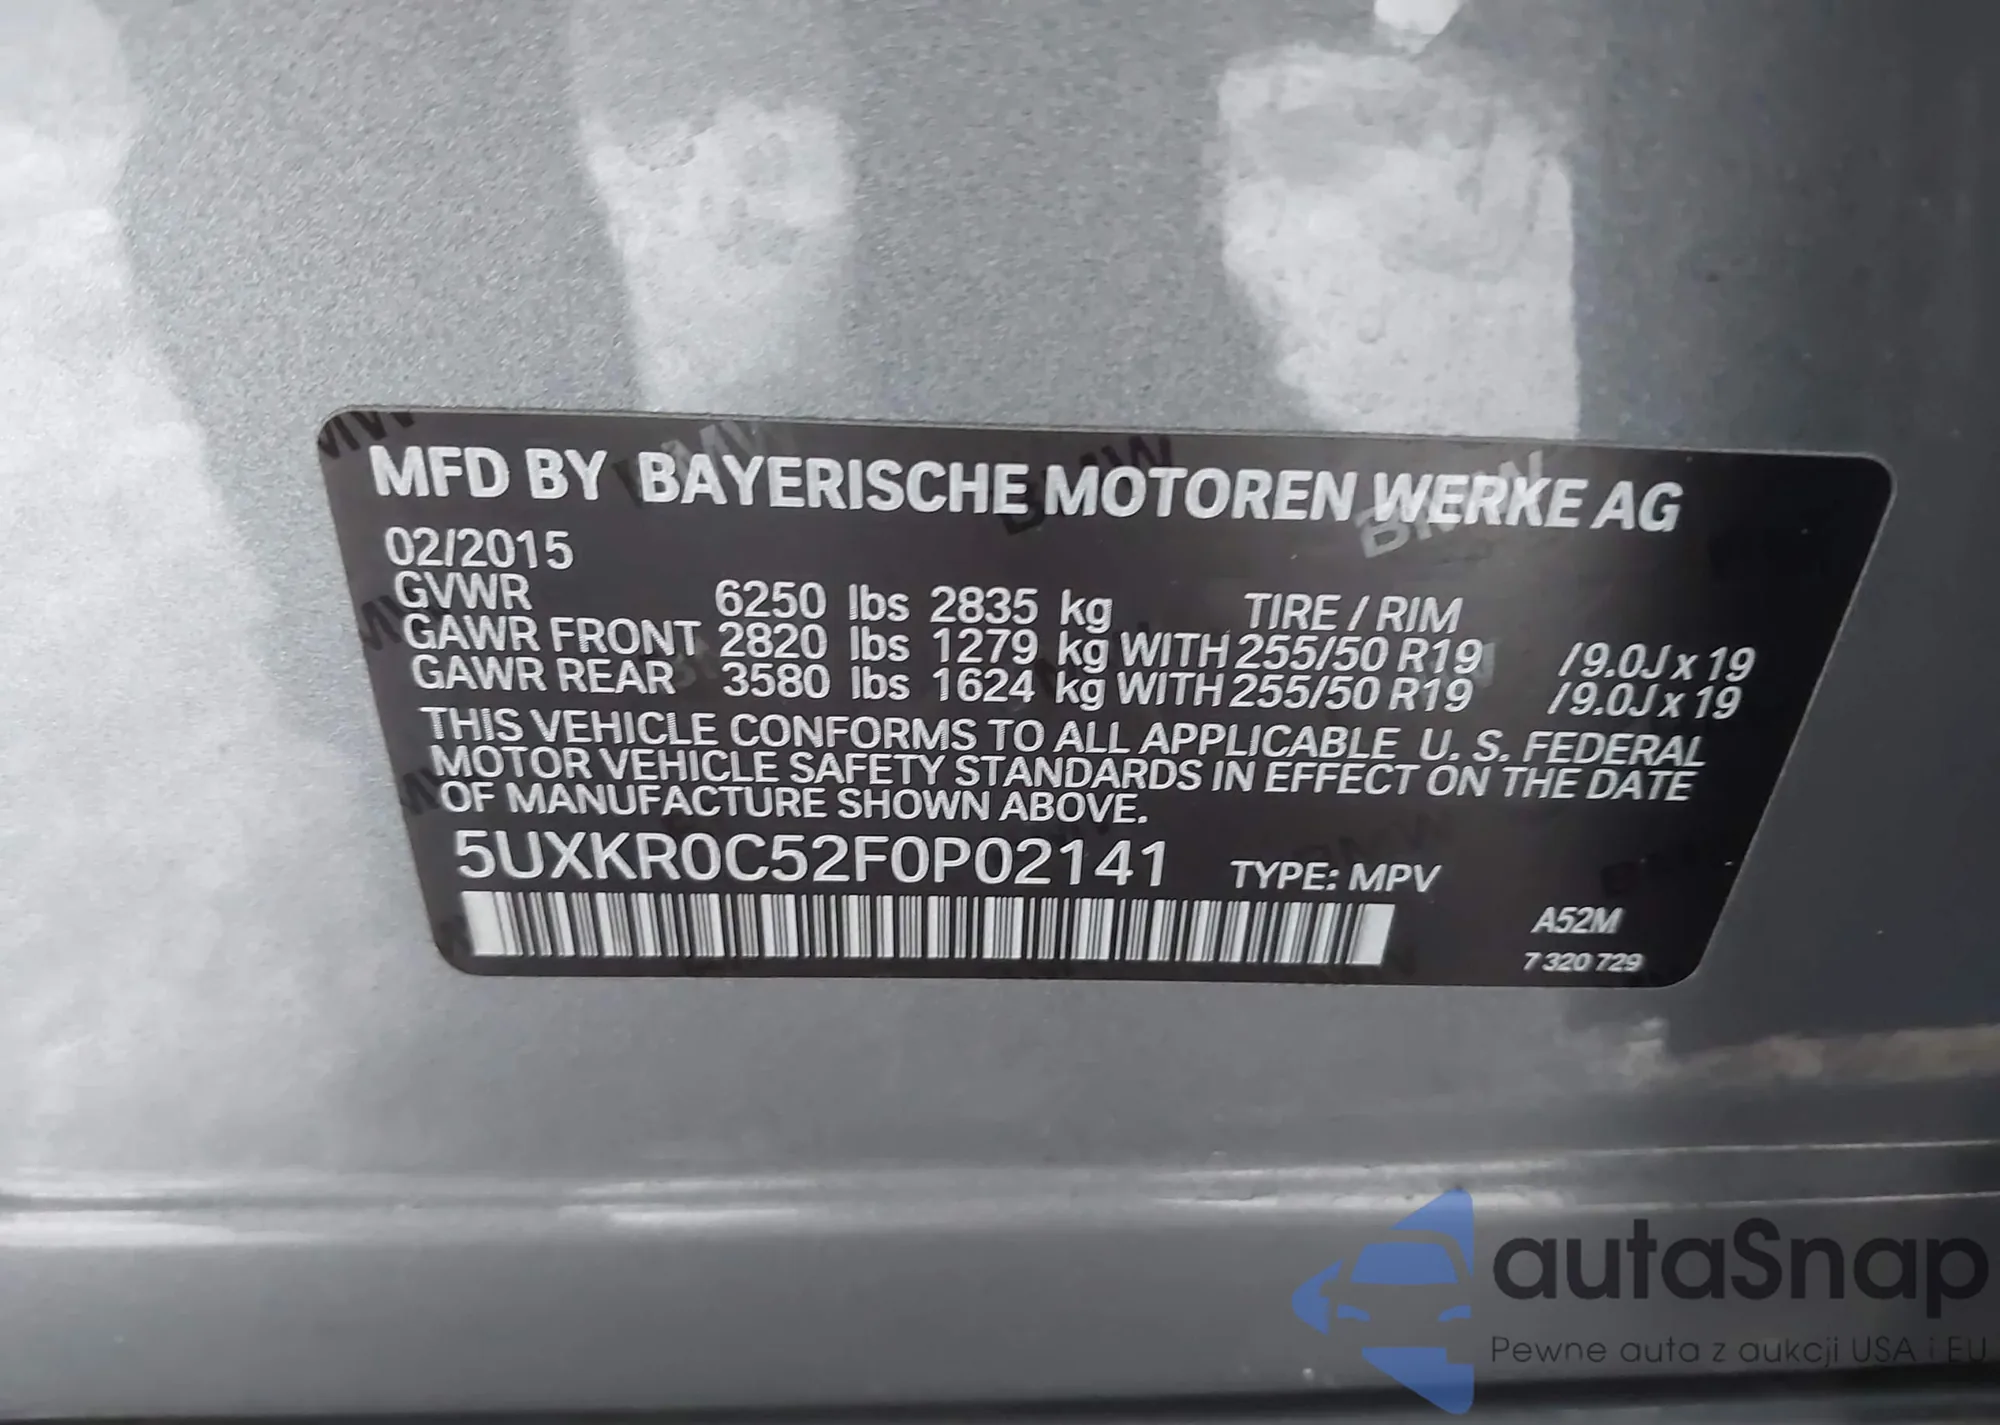 MFD BY BAYERISCHE MOTOREN WERKE AG
02/2015
GVWR 6250 lbs 2835 kg TIRE / RIM
GAWR FRONT 2820 lbs 1279 kg WITH 255/50 R19 /9.0J x 19
GAWR REAR 3580 lbs 1624 kg WITH 255/50 R19 /9.0J x 19
THIS VEHICLE CONFORMS TO ALL APPLICABLE U. S. FEDERAL
MOTOR VEHICLE SAFETY STANDARDS IN EFFECT ON THE DATE
OF MANUFACTURE SHOWN ABOVE.
5UXKR0C52F0P02141 TYPE: MPV
A52M
7 320 729
autaSnap
Pewne auta z aukcji USA i EU